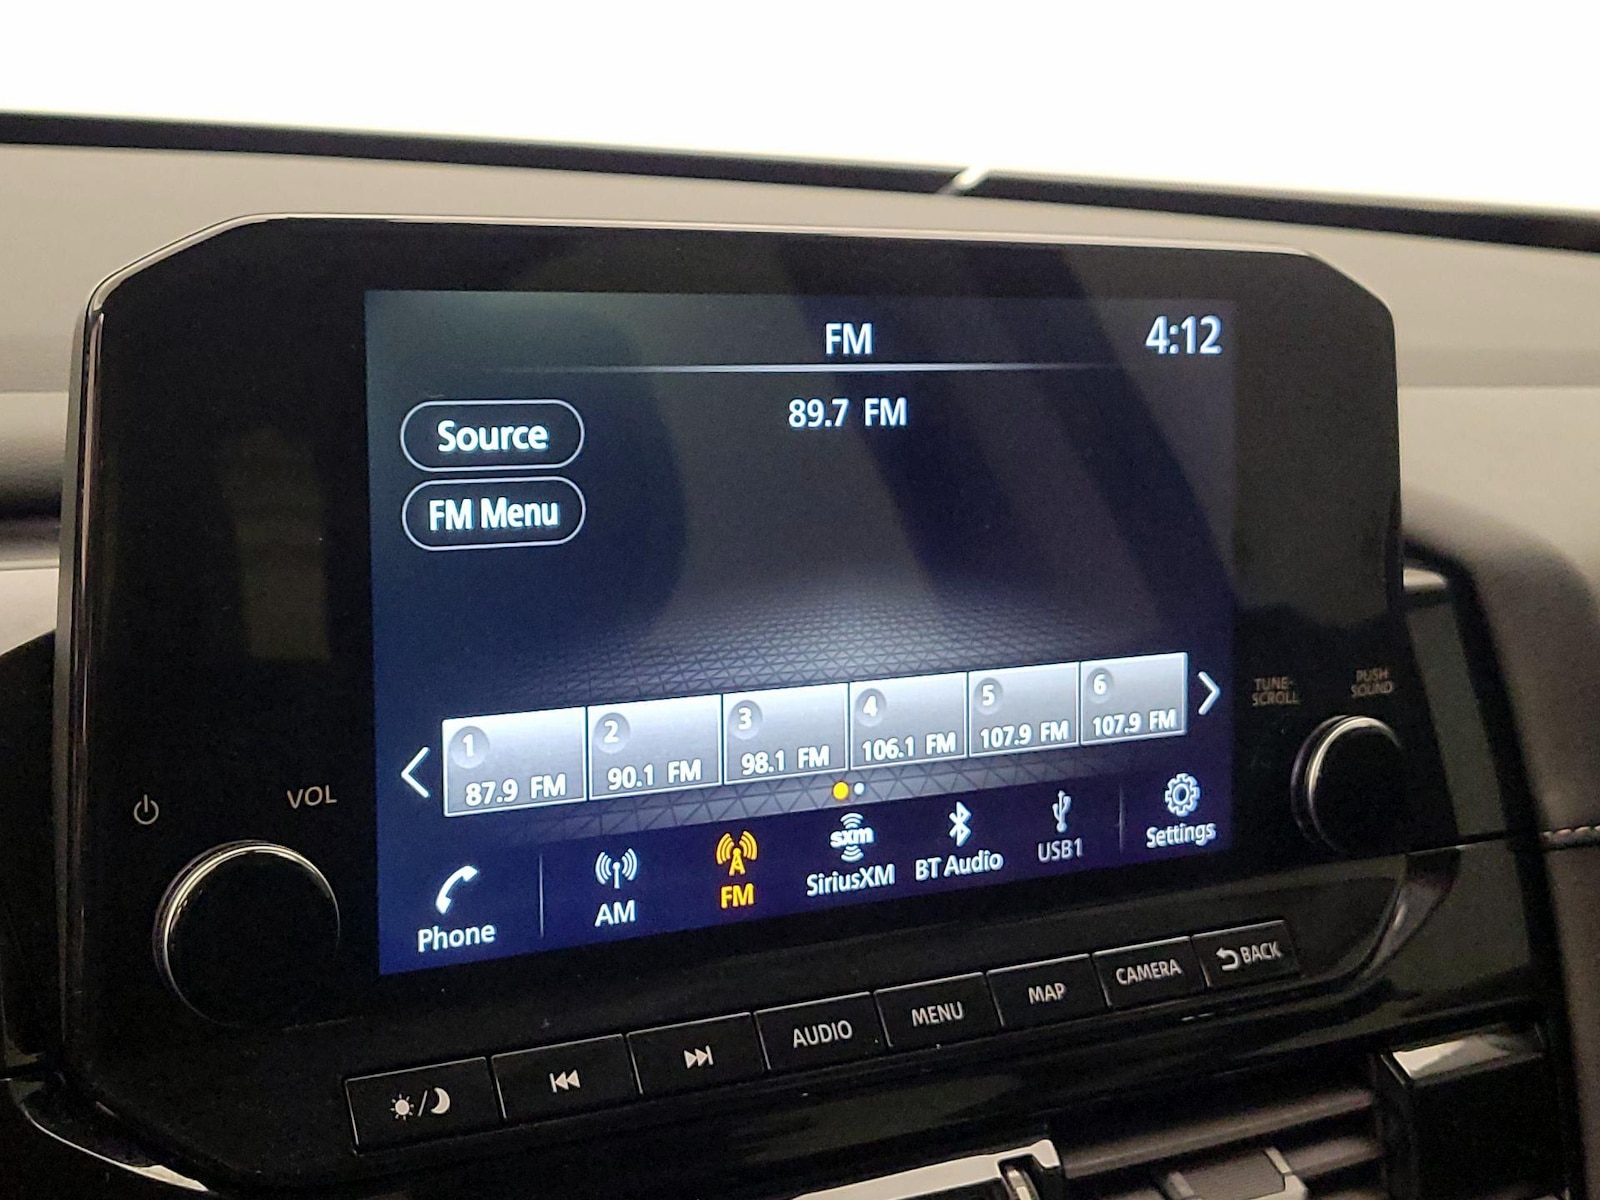 FM
4:12
89.7 FM
Source
FM Menu
1
87.9 FM
2
90.1 FM
3
98.1 FM
4
106.1 FM
5
107.9 FM
6
107.9 FM
TUNE-
SCROLL
PUSH
SOUND
VOL
Phone
AM
FM
sxm
SiriusXM
BT Audio
USB1
Settings
AUDIO
MENU
MAP
CAMERA
BACK